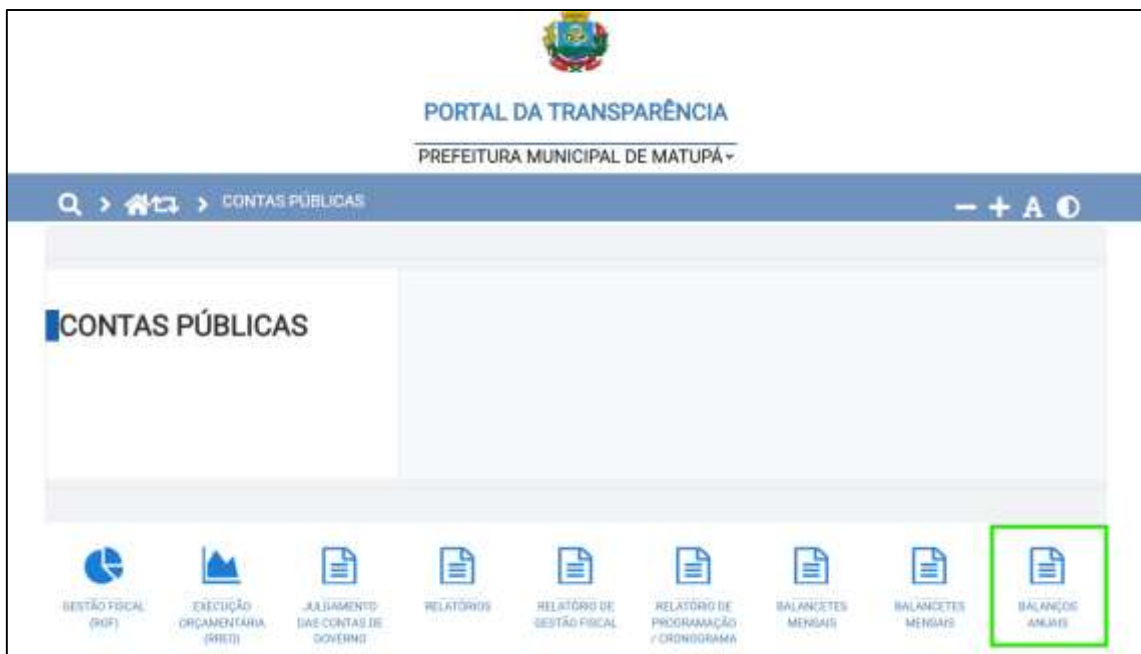 PORTAL DA TRANSPARÊNCIA
PREFEITURA MUNICIPAL DE MATUPÁ
CONTAS PÚBLICAS
A
CONTAS PÚBLICAS
GESTÃO FISCAL
(RGF)
EXECUÇÃO
ORÇAMENTÁRIA
(RREO)
JULGAMENTO
DAS CONTAS DE
GOVERNO
RELATÓRIOS
RELATÓRIO DE
GESTÃO FISCAL
RELATÓRIO DE
PROGRAMAÇÃO
/ CRONOGRAMA
BALANCETES
MENSAIS
BALANCETES
MENSAIS
BALANÇOS
ANUAIS